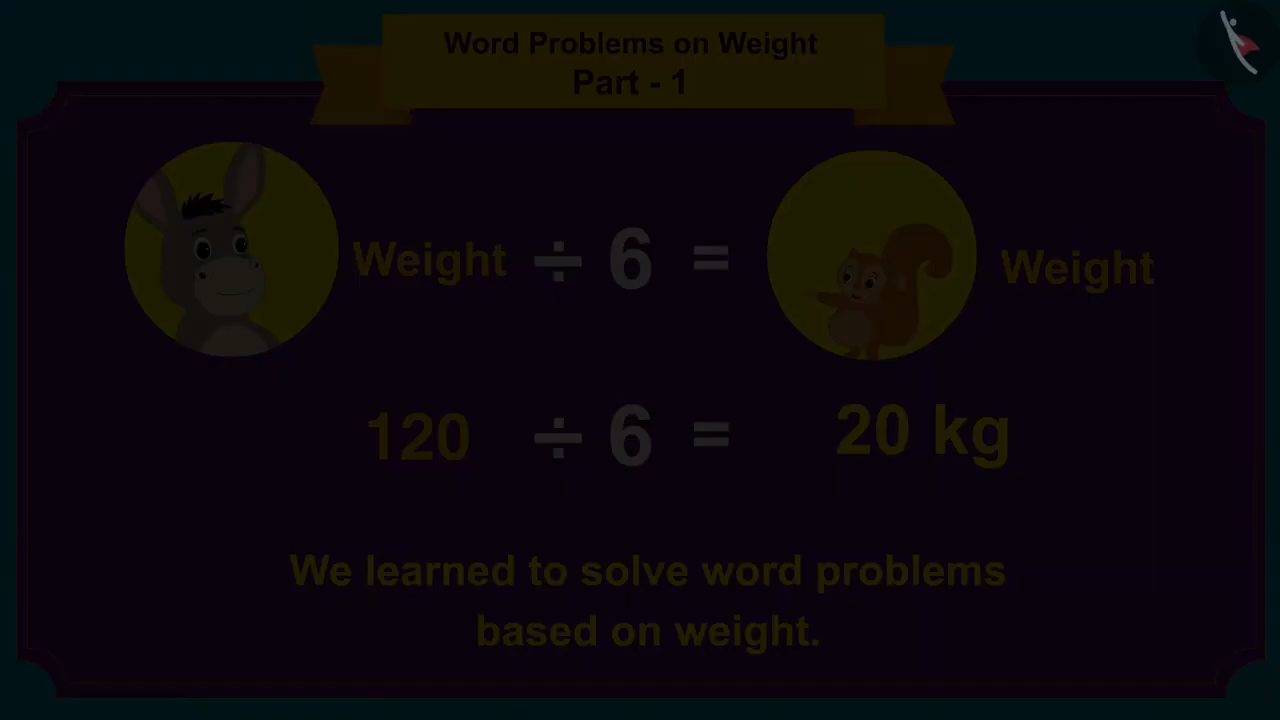 Word Problems on Weight
Part - 1
Weight ÷ 6 = Weight
120 ÷ 6 = 20 kg
We learned to solve word problems
based on weight.